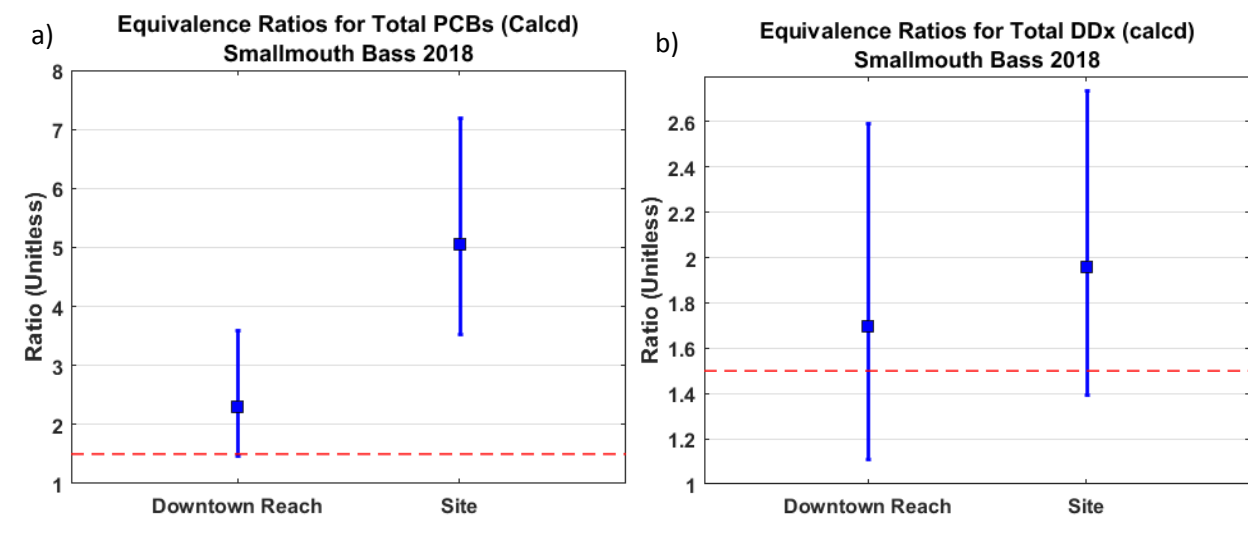 a)
Equivalence Ratios for Total PCBs (Calcd)
Smallmouth Bass 2018
8
7
6
5
4
3
2
1
Ratio (Unitless)
Downtown Reach
Site
b)
Equivalence Ratios for Total DDx (calcd)
Smallmouth Bass 2018
2.6
2.4
2.2
2
1.8
1.6
1.4
1.2
1
Ratio (Unitless)
Downtown Reach
Site